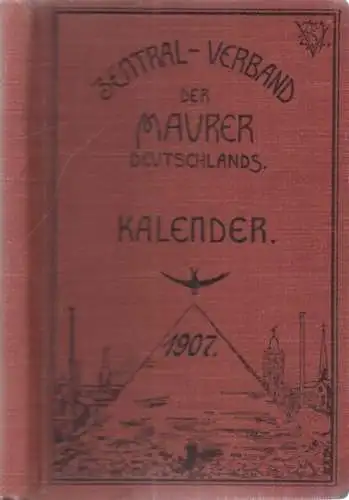 ZENTRAL-VERBAND
DER
MAURER
DEUTSCHLANDS.
KALENDER.
1907.